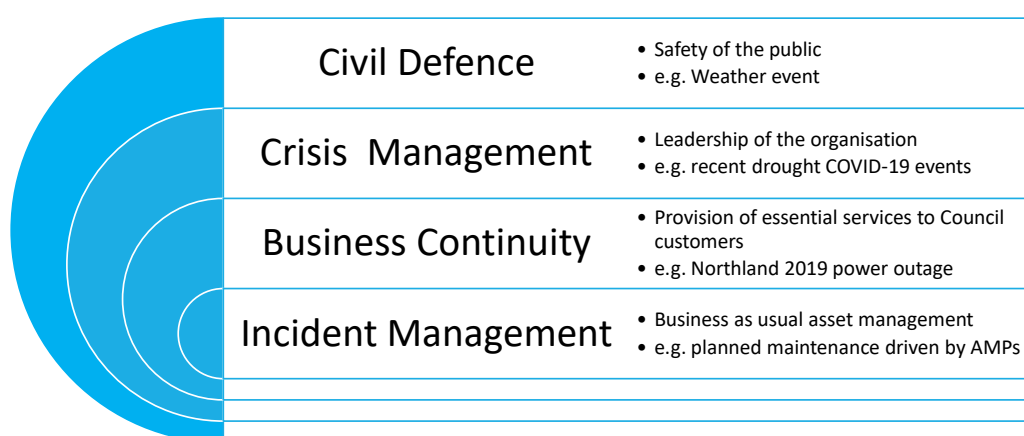 Civil Defence
• Safety of the public
• e.g. Weather event
Crisis  Management
• Leadership of the organisation
• e.g. recent drought COVID-19 events
Business Continuity
• Provision of essential services to Council
customers
• e.g. Northland 2019 power outage
Incident Management
• Business as usual asset management
• e.g. planned maintenance driven by AMPs